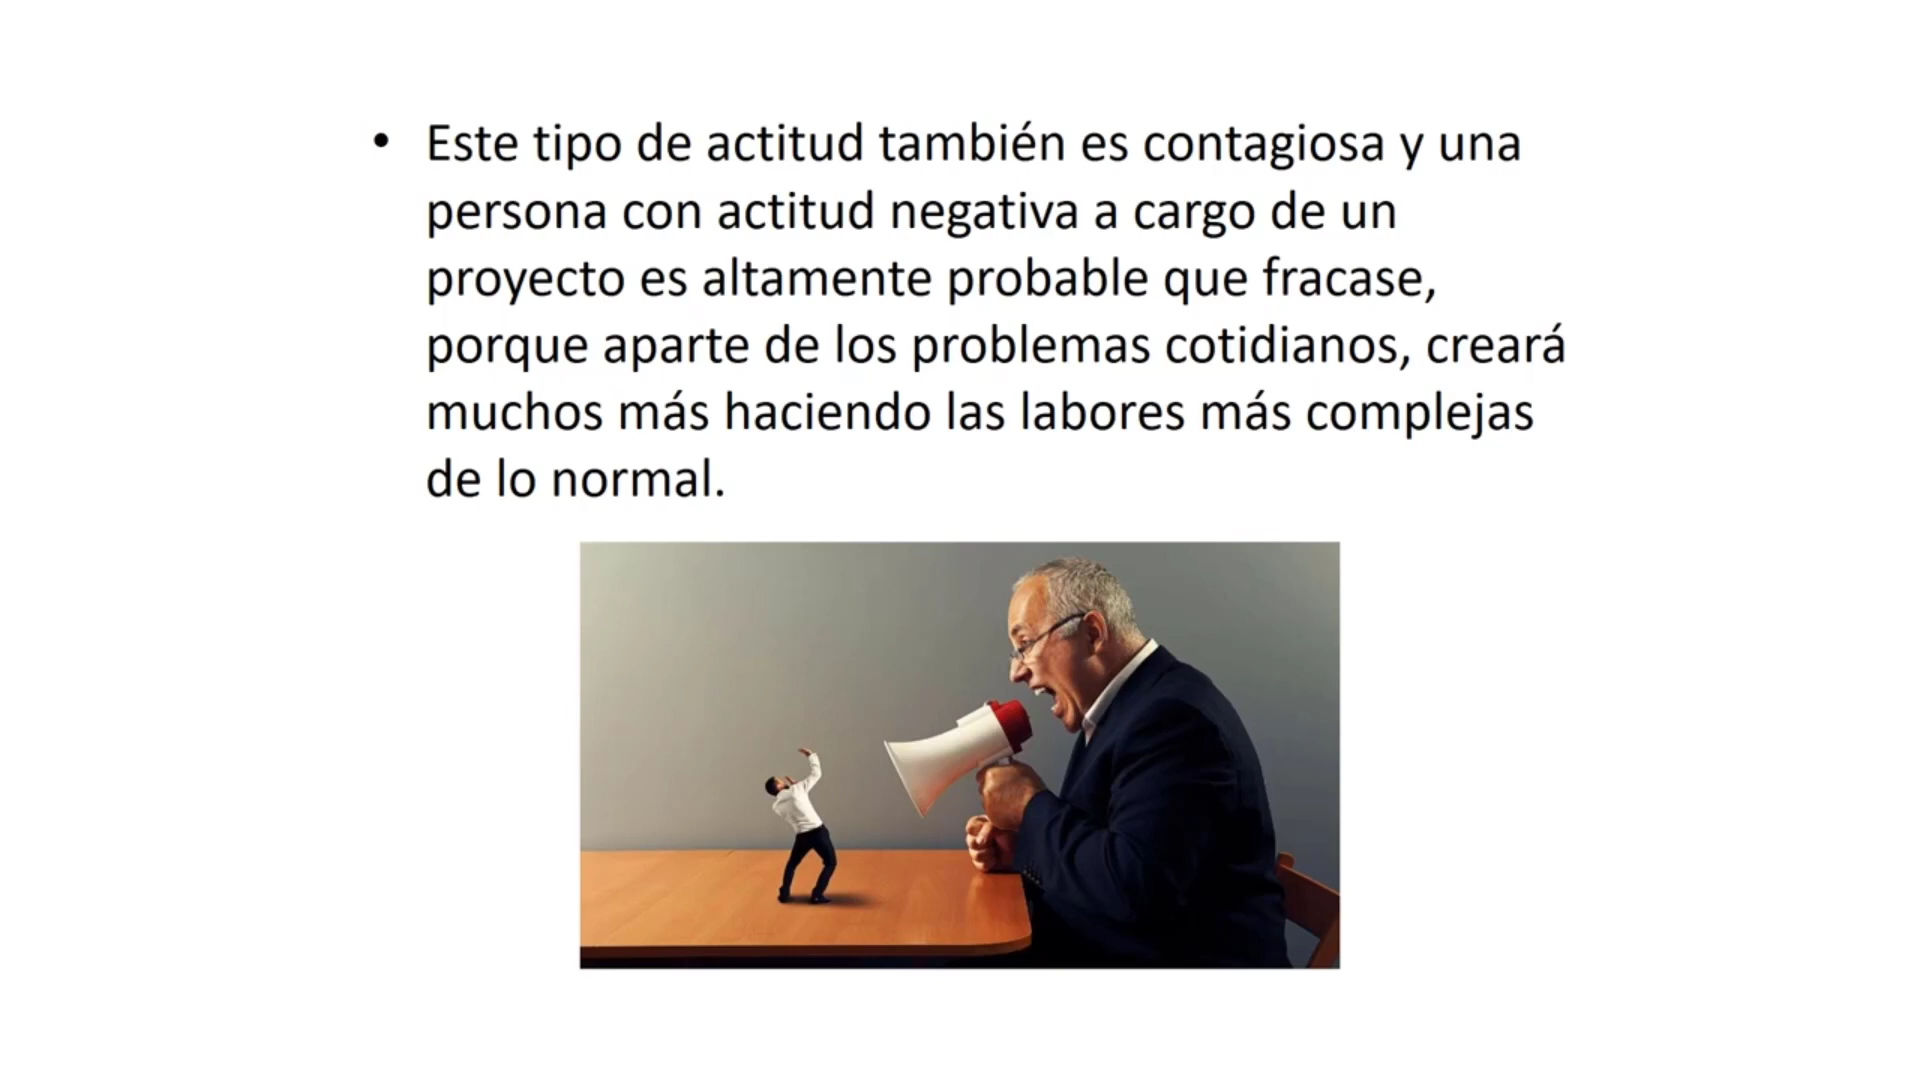 • Este tipo de actitud también es contagiosa y una
persona con actitud negativa a cargo de un
proyecto es altamente probable que fracase,
porque aparte de los problemas cotidianos, creará
muchos más haciendo las labores más complejas
de lo normal.